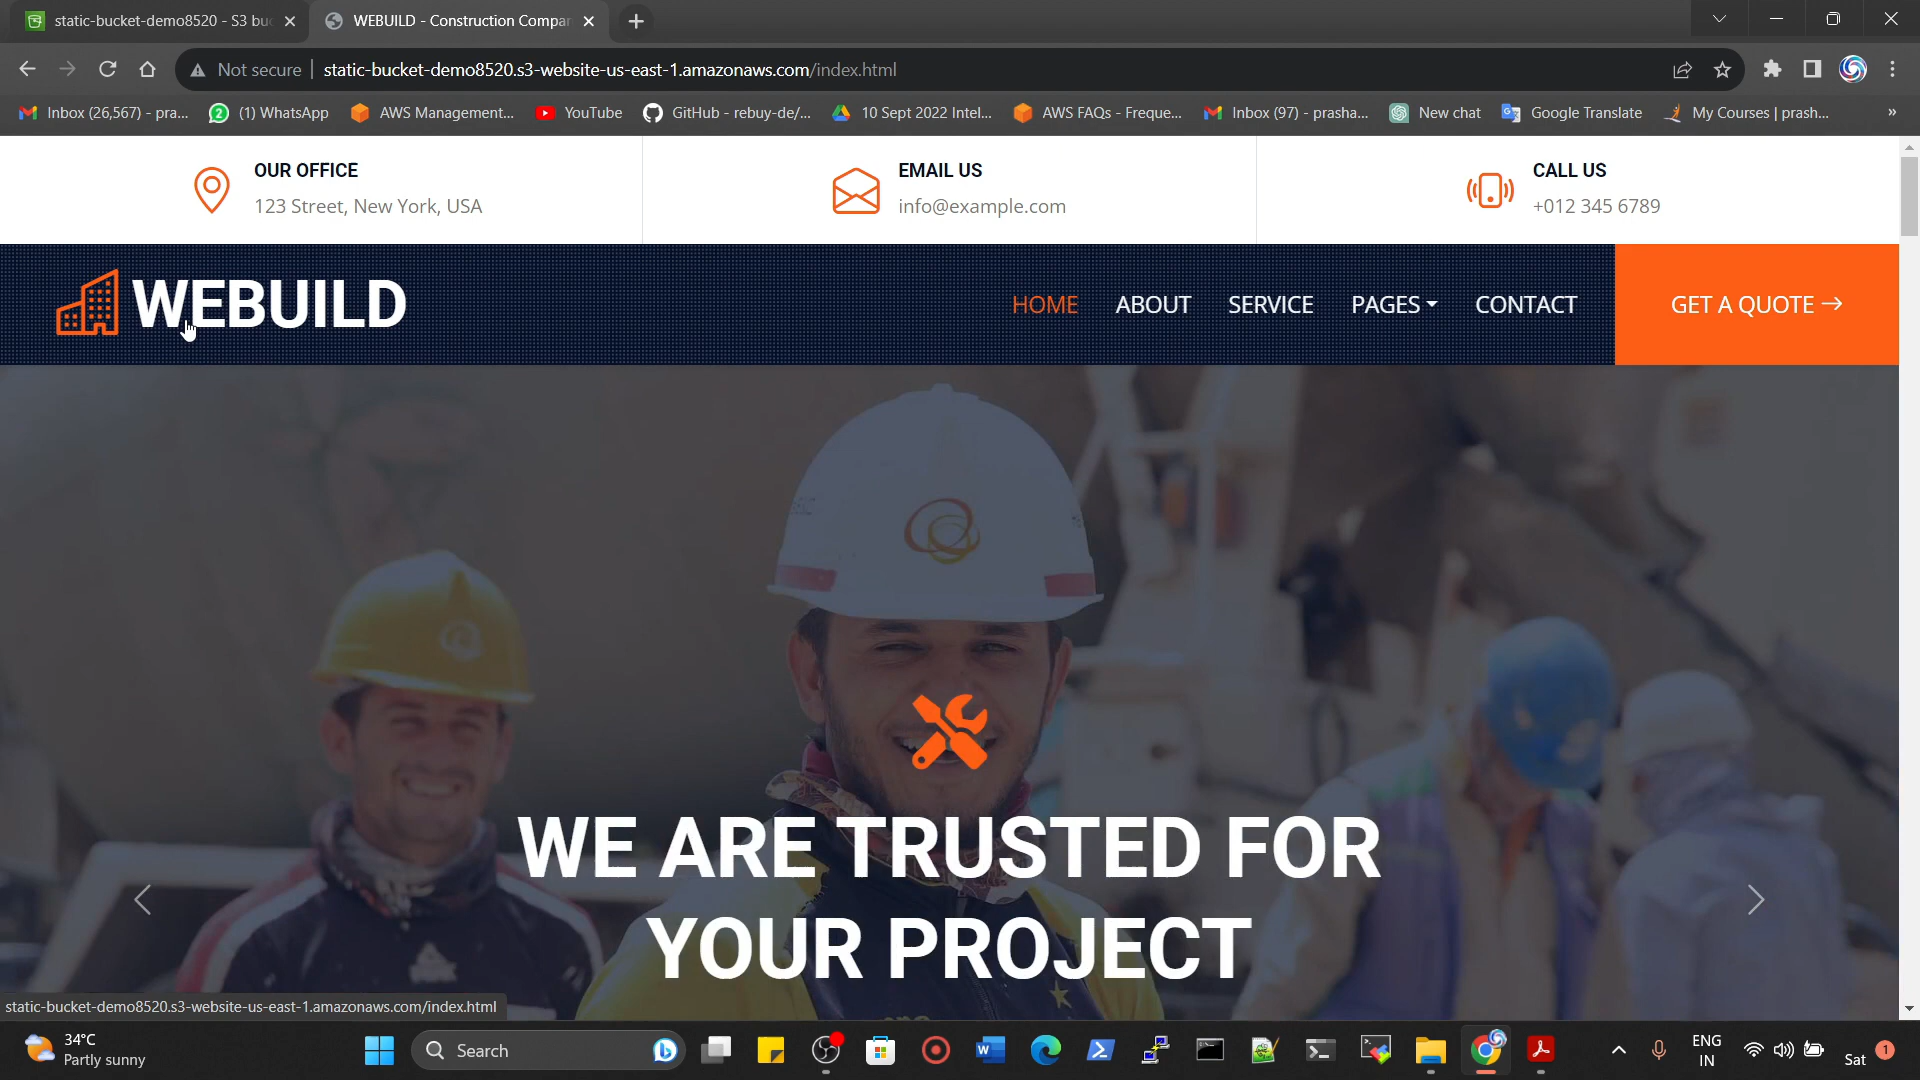 static-bucket-demo8520 - S3 bu
WEBUILD - Construction Compan
Not secure
static-bucket-demo8520.s3-website-us-east-1.amazonaws.com/index.html
Inbox (26,567) - pra...
(1) WhatsApp
AWS Management...
YouTube
GitHub - rebuy-de/...
10 Sept 2022 Intel...
AWS FAQs - Freque...
Inbox (97) - prasha...
New chat
Google Translate
My Courses | prash...
»
OUR OFFICE
123 Street, New York, USA
EMAIL US
info@example.com
CALL US
+012 345 6789
WEBUILD
HOME
ABOUT
SERVICE
PAGES
CONTACT
GET A QUOTE →
WE ARE TRUSTED FOR
YOUR PROJECT
static-bucket-demo8520.s3-website-us-east-1.amazonaws.com/index.html
34°C
Partly sunny
Search
ENG
IN
Sat
1